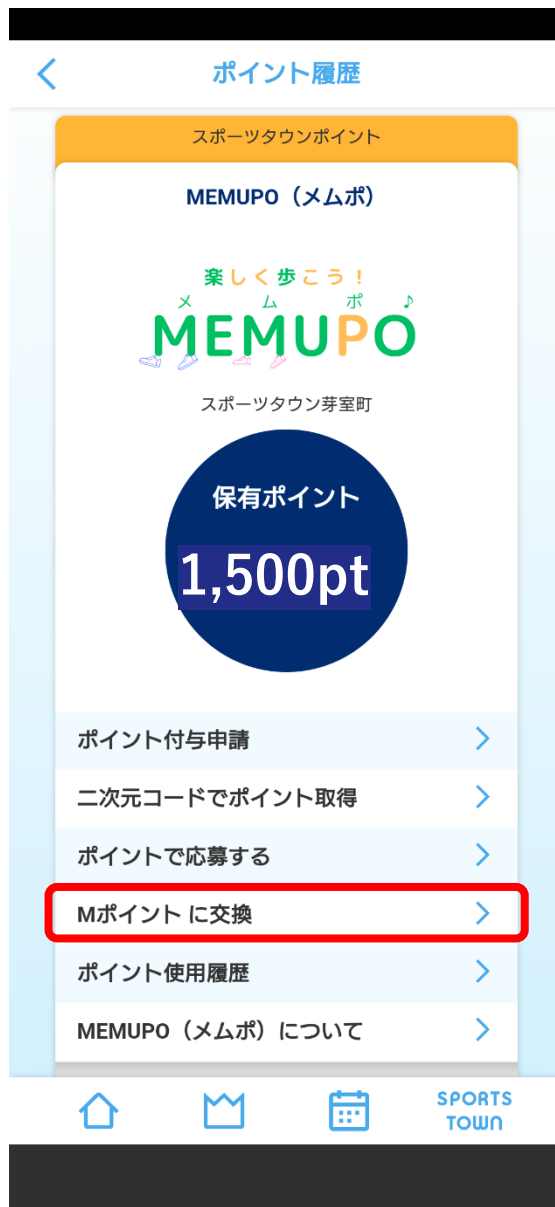 ポイント履歴
スポーツタウンポイント
MEMUPO（メムポ）
楽しく歩こう！
メ ム ポ ♪
MEMUPO
スポーツタウン芽室町
保有ポイント
1,500pt
ポイント付与申請
二次元コードでポイント取得
ポイントで応募する
Mポイント に交換
ポイント使用履歴
MEMUPO（メムポ）について
SPORTS
TOWN